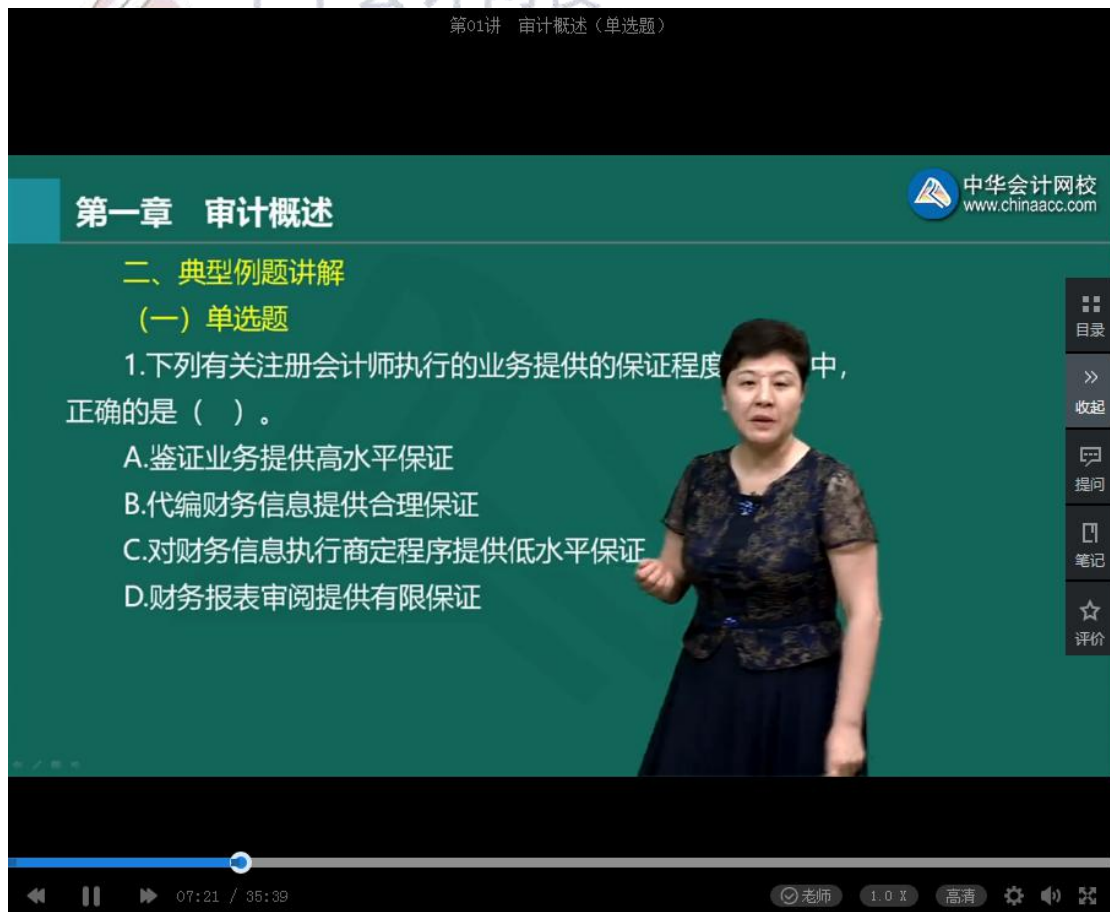 第01讲 审计概述（单选题）
中华会计网校
www.chinaacc.com
第一章 审计概述
二、典型例题讲解
（一）单选题
1.下列有关注册会计师执行的业务提供的保证程度 中，
正确的是（ ）。
A.鉴证业务提供高水平保证
B.代编财务信息提供合理保证
C.对财务信息执行商定程序提供低水平保证
D.财务报表审阅提供有限保证
目录
收起
提问
笔记
评价
07:21 / 35:39
老师
1.0 X
高清